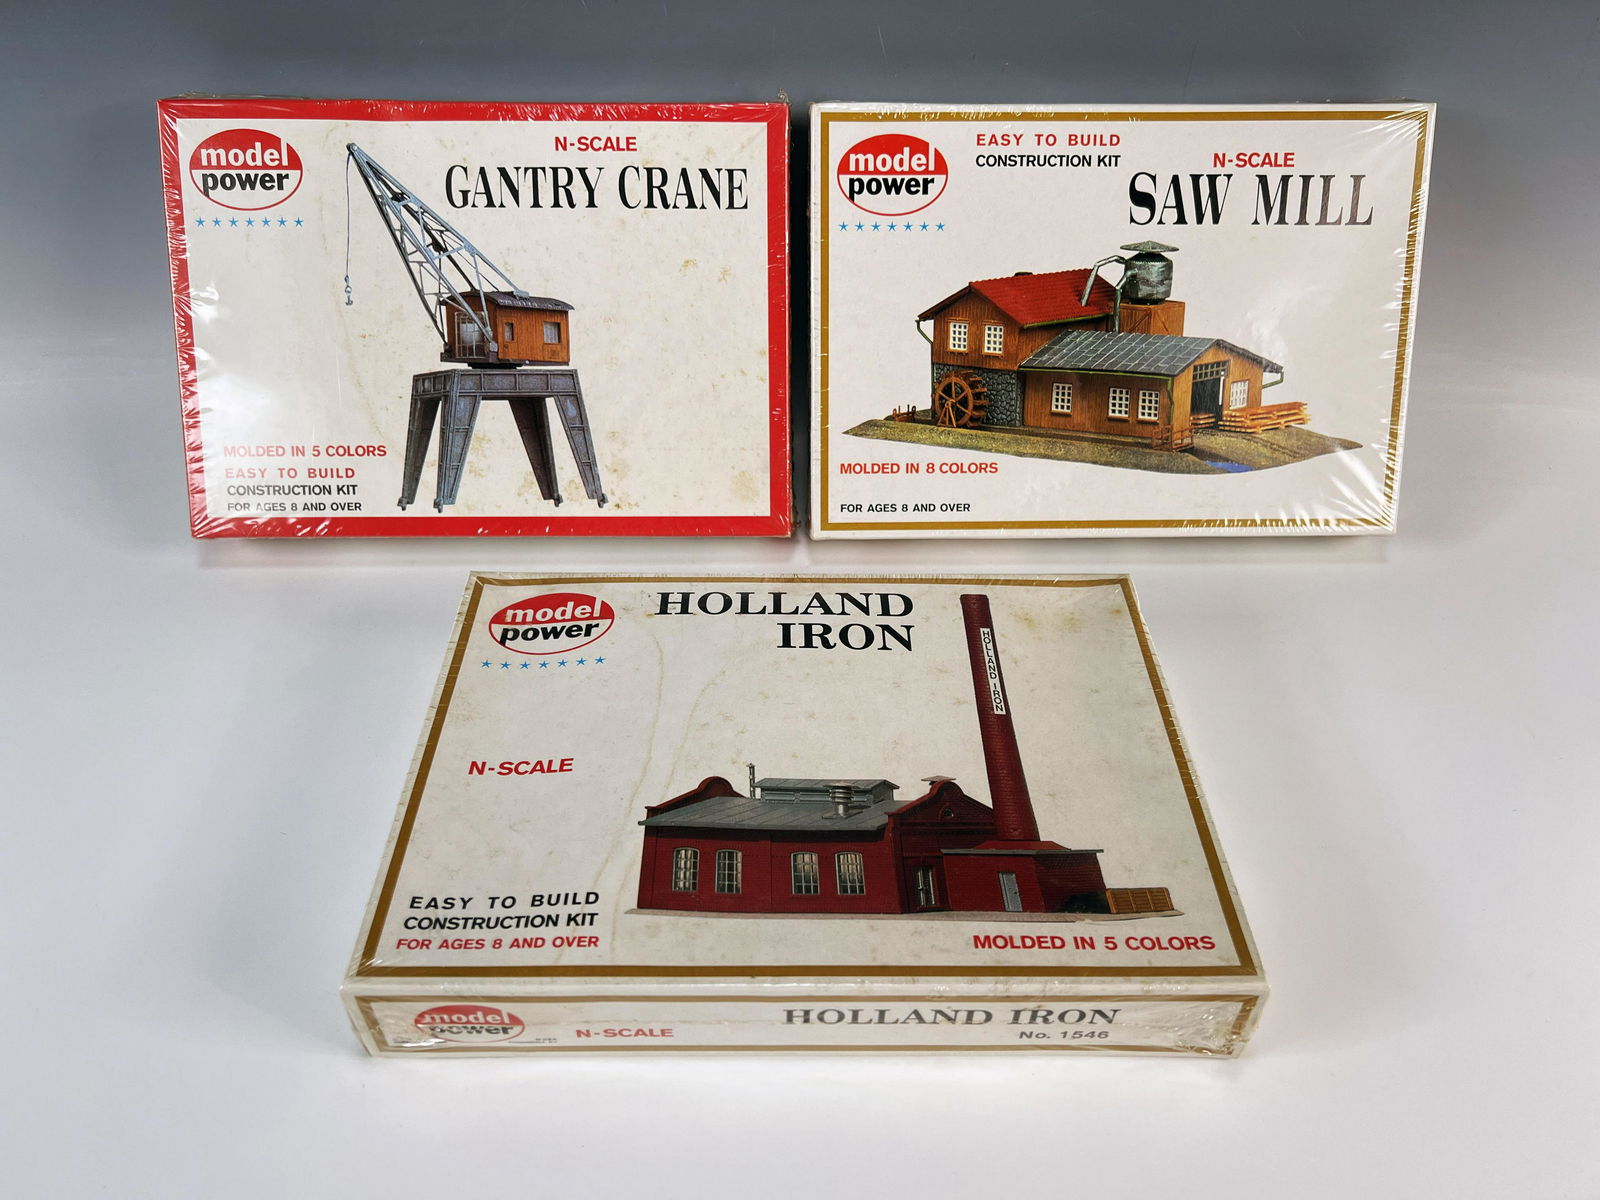 model
power
N-SCALE
GANTRY CRANE
MOLDED IN 5 COLORS
EASY TO BUILD
CONSTRUCTION KIT
FOR AGES 8 AND OVER
model
power
EASY TO BUILD
CONSTRUCTION KIT
N-SCALE
SAW MILL
MOLDED IN 8 COLORS
FOR AGES 8 AND OVER
model
power
HOLLAND
IRON
HOLLAND IRON
N-SCALE
EASY TO BUILD
CONSTRUCTION KIT
FOR AGES 8 AND OVER
MOLDED IN 5 COLORS
model
power
N-SCALE
HOLLAND IRON
No. 1546